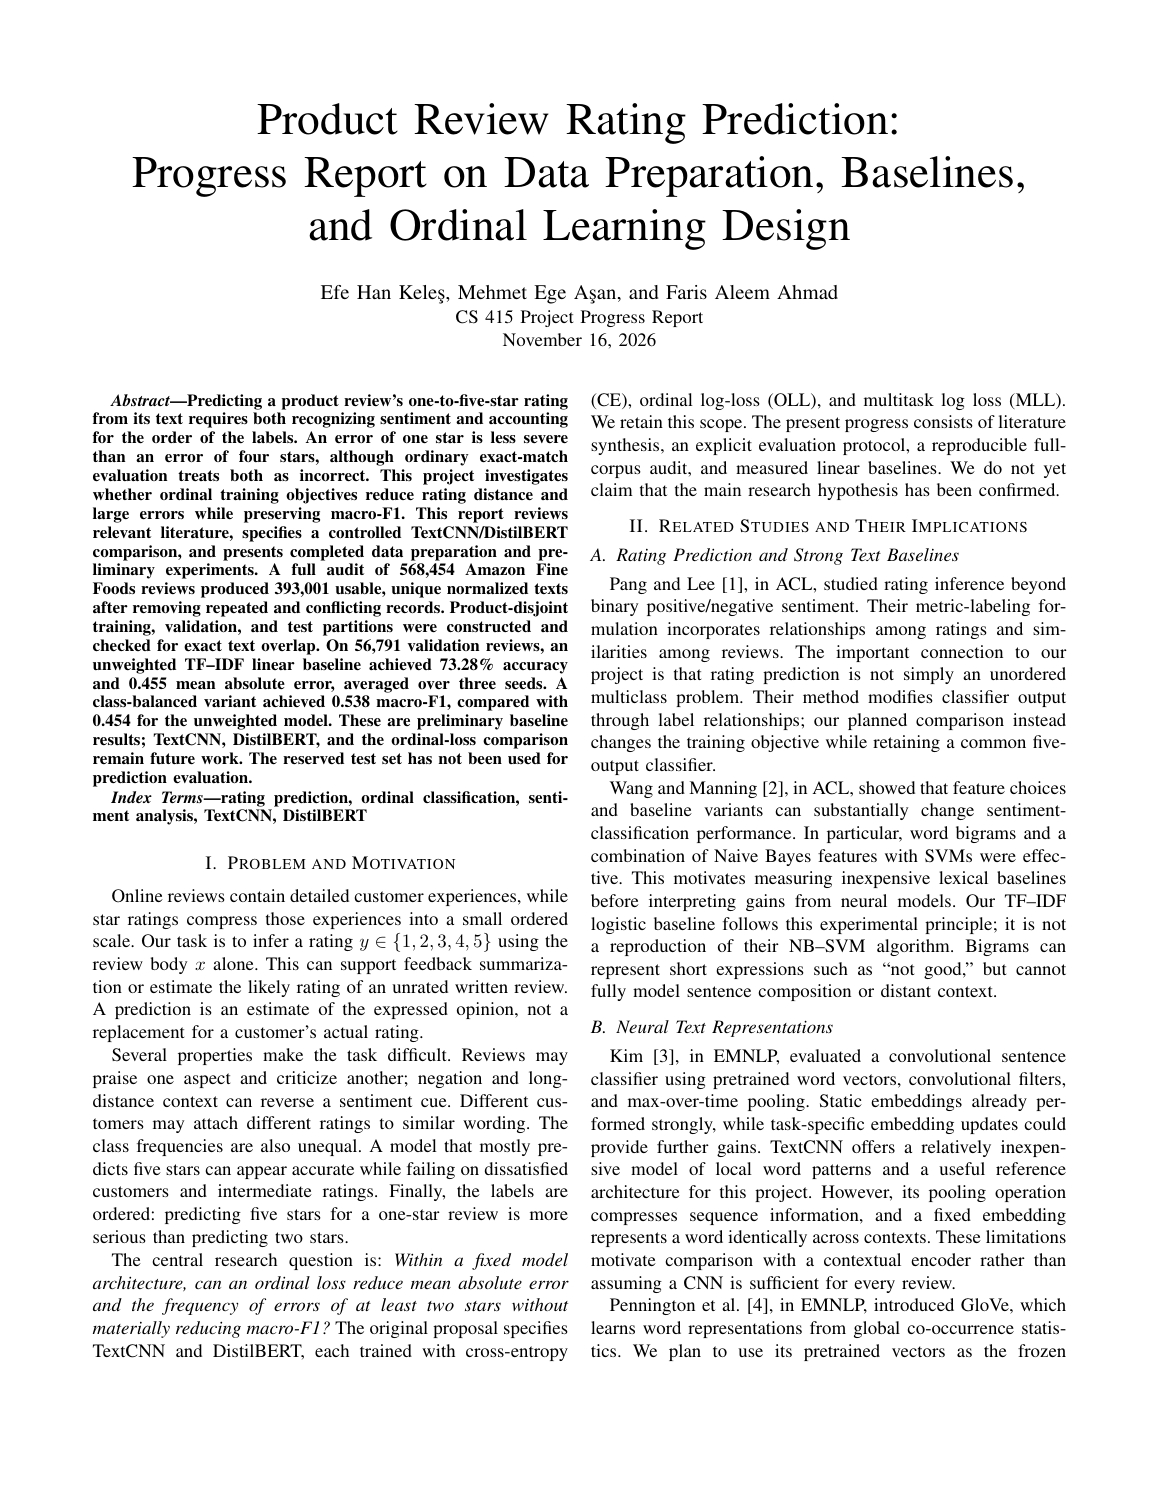 Product Review Rating Prediction:
Progress Report on Data Preparation, Baselines,
and Ordinal Learning Design
Efe Han Keleş, Mehmet Ege Aşan, and Faris Aleem Ahmad
CS 415 Project Progress Report
November 16, 2026
Abstract—Predicting a product review's one-to-five-star rating
from its text requires both recognizing sentiment and accounting
for the order of the labels. An error of one star is less severe
than an error of four stars, although ordinary exact-match
evaluation treats both as incorrect. This project investigates
whether ordinal training objectives reduce rating distance and
large errors while preserving macro-F1. This report reviews
relevant literature, specifies a controlled TextCNN/DistilBERT
comparison, and presents completed data preparation and pre-
liminary experiments. A full audit of 568,454 Amazon Fine
Foods reviews produced 393,001 usable, unique normalized texts
after removing repeated and conflicting records. Product-disjoint
training, validation, and test partitions were constructed and
checked for exact text overlap. On 56,791 validation reviews, an
unweighted TF–IDF linear baseline achieved 73.28% accuracy
and 0.455 mean absolute error, averaged over three seeds. A
class-balanced variant achieved 0.538 macro-F1, compared with
0.454 for the unweighted model. These are preliminary baseline
results; TextCNN, DistilBERT, and the ordinal-loss comparison
remain future work. The reserved test set has not been used for
prediction evaluation.
Index Terms—rating prediction, ordinal classification, senti-
ment analysis, TextCNN, DistilBERT
I. PROBLEM AND MOTIVATION
Online reviews contain detailed customer experiences, while
star ratings compress those experiences into a small ordered
scale. Our task is to infer a rating y ∈ {1, 2, 3, 4, 5} using the
review body x alone. This can support feedback summariza-
tion or estimate the likely rating of an unrated written review.
A prediction is an estimate of the expressed opinion, not a
replacement for a customer's actual rating.
Several properties make the task difficult. Reviews may
praise one aspect and criticize another; negation and long-
distance context can reverse a sentiment cue. Different cus-
tomers may attach different ratings to similar wording. The
class frequencies are also unequal. A model that mostly pre-
dicts five stars can appear accurate while failing on dissatisfied
customers and intermediate ratings. Finally, the labels are
ordered: predicting five stars for a one-star review is more
serious than predicting two stars.
The central research question is: Within a fixed model
architecture, can an ordinal loss reduce mean absolute error
and the frequency of errors of at least two stars without
materially reducing macro-F1? The original proposal specifies
TextCNN and DistilBERT, each trained with cross-entropy
(CE), ordinal log-loss (OLL), and multitask log loss (MLL).
We retain this scope. The present progress consists of literature
synthesis, an explicit evaluation protocol, a reproducible full-
corpus audit, and measured linear baselines. We do not yet
claim that the main research hypothesis has been confirmed.
II. RELATED STUDIES AND THEIR IMPLICATIONS
A. Rating Prediction and Strong Text Baselines
Pang and Lee [1], in ACL, studied rating inference beyond
binary positive/negative sentiment. Their metric-labeling for-
mulation incorporates relationships among ratings and sim-
ilarities among reviews. The important connection to our
project is that rating prediction is not simply an unordered
multiclass problem. Their method modifies classifier output
through label relationships; our planned comparison instead
changes the training objective while retaining a common five-
output classifier.
Wang and Manning [2], in ACL, showed that feature choices
and baseline variants can substantially change sentiment-
classification performance. In particular, word bigrams and a
combination of Naive Bayes features with SVMs were effec-
tive. This motivates measuring inexpensive lexical baselines
before interpreting gains from neural models. Our TF–IDF
logistic baseline follows this experimental principle; it is not
a reproduction of their NB–SVM algorithm. Bigrams can
represent short expressions such as “not good,” but cannot
fully model sentence composition or distant context.
B. Neural Text Representations
Kim [3], in EMNLP, evaluated a convolutional sentence
classifier using pretrained word vectors, convolutional filters,
and max-over-time pooling. Static embeddings already per-
formed strongly, while task-specific embedding updates could
provide further gains. TextCNN offers a relatively inexpen-
sive model of local word patterns and a useful reference
architecture for this project. However, its pooling operation
compresses sequence information, and a fixed embedding
represents a word identically across contexts. These limitations
motivate comparison with a contextual encoder rather than
assuming a CNN is sufficient for every review.
Pennington et al. [4], in EMNLP, introduced GloVe, which
learns word representations from global co-occurrence statis-
tics. We plan to use its pretrained vectors as the frozen